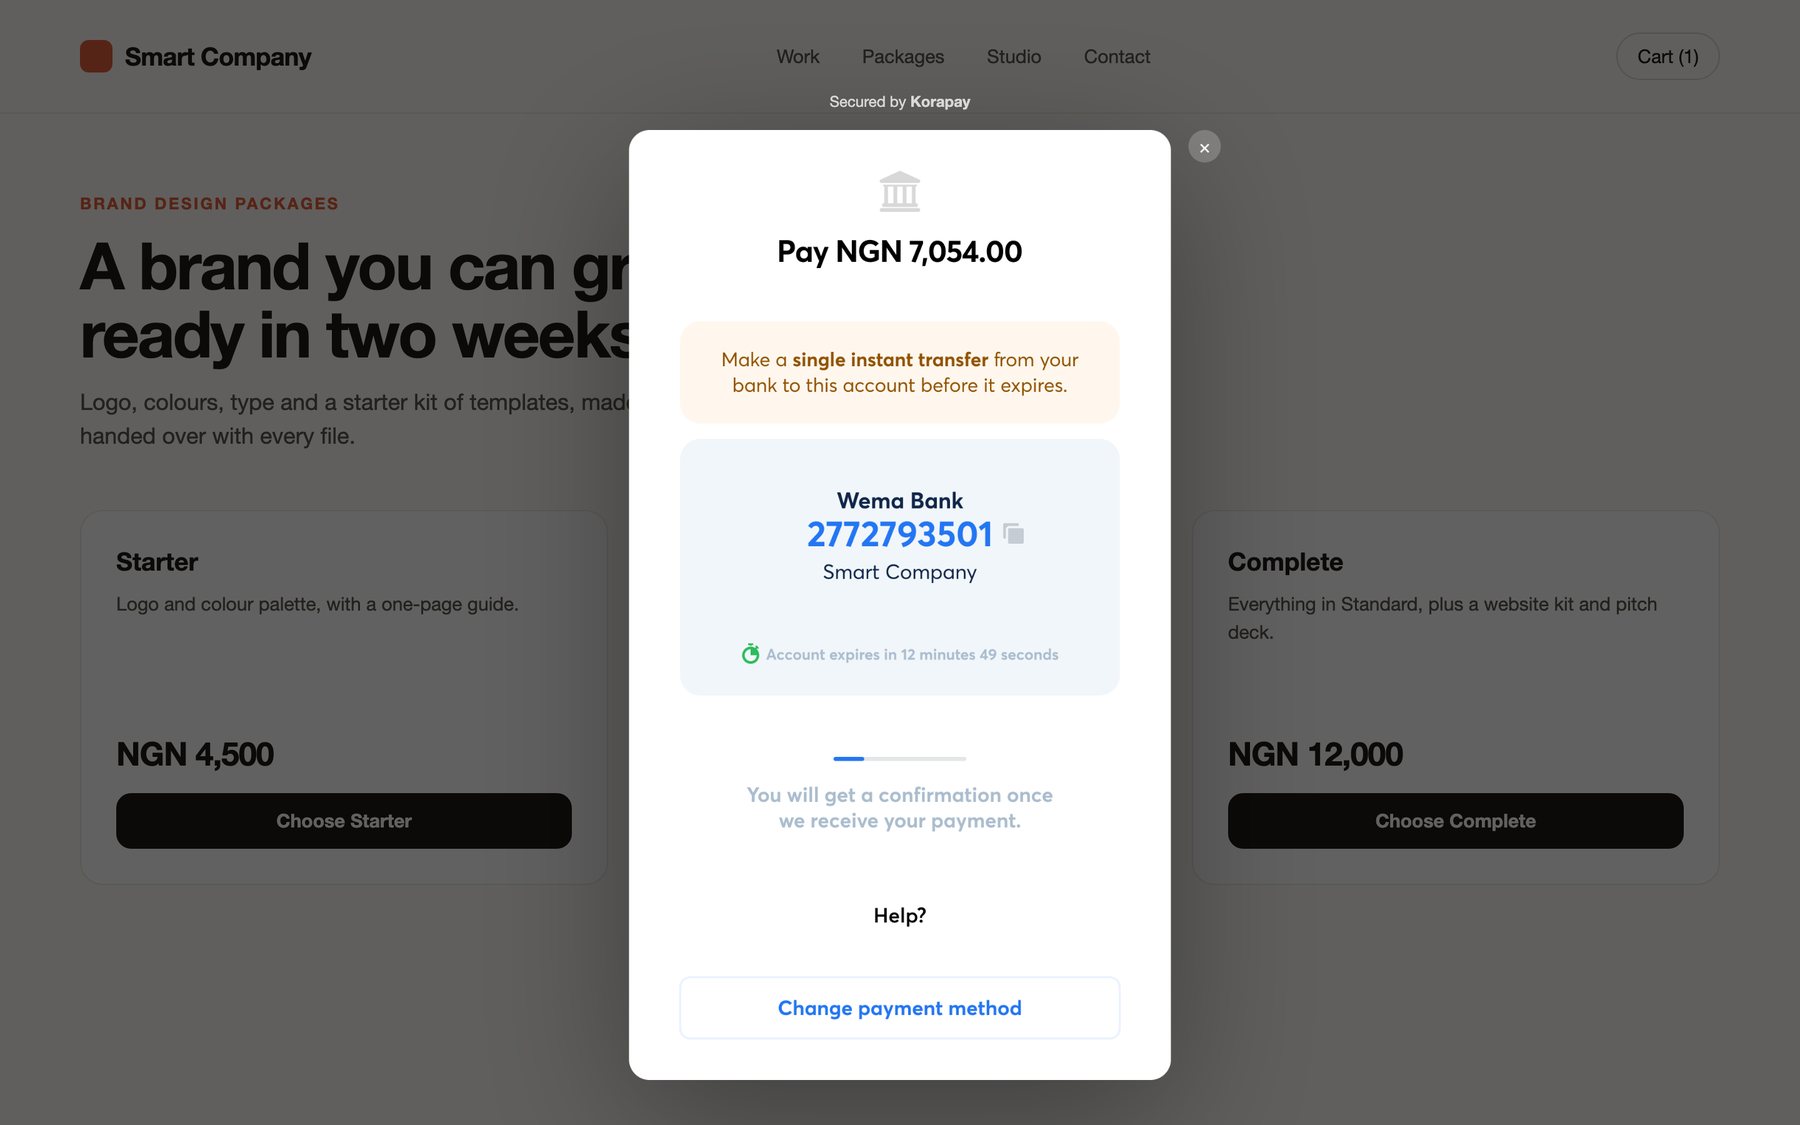 Smart Company
Work
Packages
Studio
Contact
Cart (1)
Secured by Korapay
×
Pay NGN 7,054.00
Make a single instant transfer from your
bank to this account before it expires.
Wema Bank
2772793501
Smart Company
Account expires in 12 minutes 49 seconds
You will get a confirmation once
we receive your payment.
Help?
Change payment method
BRAND DESIGN PACKAGES
A brand you can
ready in two weeks
Logo, colours, type and a starter kit of templates,
handed over with every file.
Starter
Logo and colour palette, with a one-page guide.
NGN 4,500
Choose Starter
Complete
Everything in Standard, plus a website kit and pitch
deck.
NGN 12,000
Choose Complete